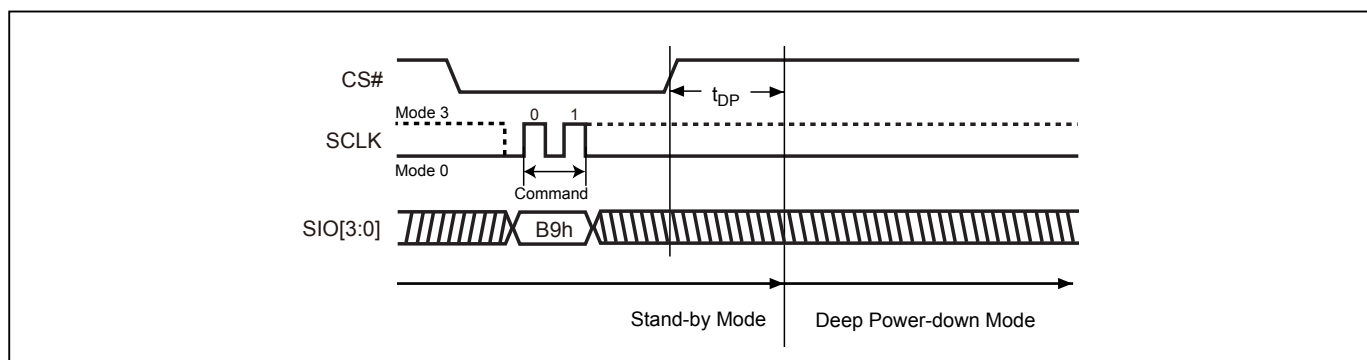 CS#
tDP
Mode 3
0 1
SCLK
Mode 0
Command
SIO[3:0]
B9h
Stand-by Mode
Deep Power-down Mode